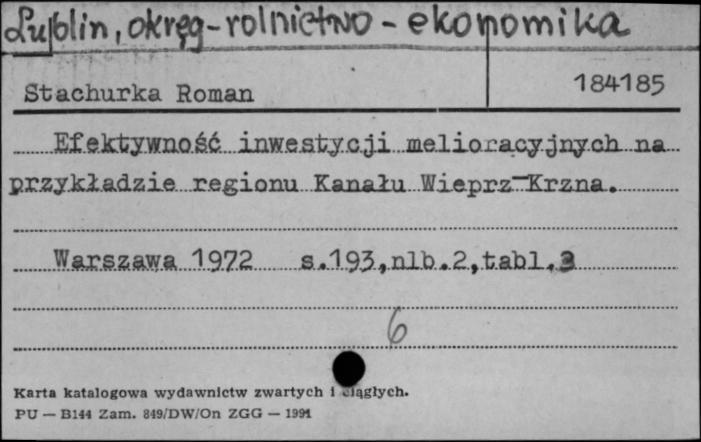 Lublin, okręg-rolnictwo - ekonomika
Stachurka Roman 184185
Efektywność inwestycji melioracyjnych na
przykładzie regionu Kanału Wieprz-Krzna.
Warszawa 1972 s.193,nlb.2,tabl.3
6
Karta katalogowa wydawnictw zwartych i ciągłych.
PU — B144 Zam. 849/DW/On ZGG — 1991